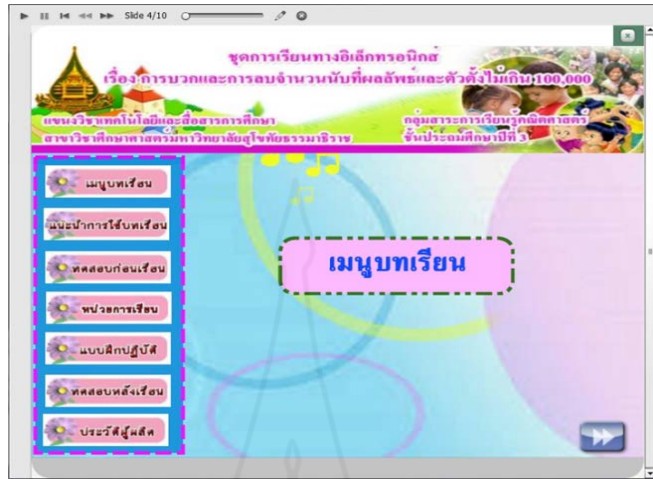 Slide 4/10
ชุดการเรียนทางอิเล็กทรอนิกส์
เรื่อง การบวกและการลบจำนวนนับที่ผลลัพธ์และตัวตั้งไม่เกิน 100,000
แขนงวิชาเทคโนโลยีและสื่อสารการศึกษา
กลุ่มสาระการเรียนรู้คณิตศาสตร์
สาขาวิชาศึกษาศาสตร์มหาวิทยาลัยสุโขทัยธรรมาธิราช
ชั้นประถมศึกษาปีที่ 3
เมนูบทเรียน
แนะนำการใช้บทเรียน
ทดสอบก่อนเรียน
หน่วยการเรียน
แบบฝึกปฏิบัติ
ทดสอบหลังเรียน
ประวัติผู้ผลิต
เมนูบทเรียน